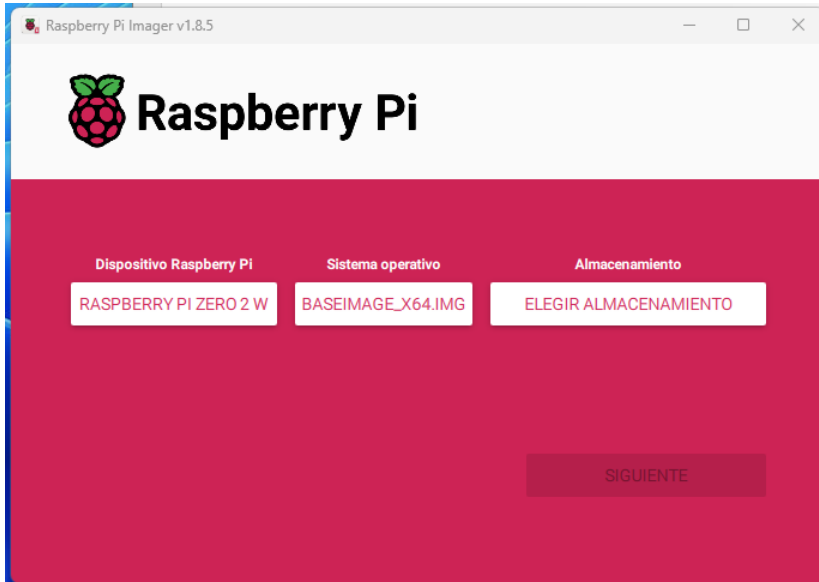 Raspberry Pi Imager v1.8.5
Raspberry Pi
Dispositivo Raspberry Pi
Sistema operativo
Almacenamiento
RASPBERRY PI ZERO 2 W
BASEIMAGE_X64.IMG
ELEGIR ALMACENAMIENTO
SIGUIENTE